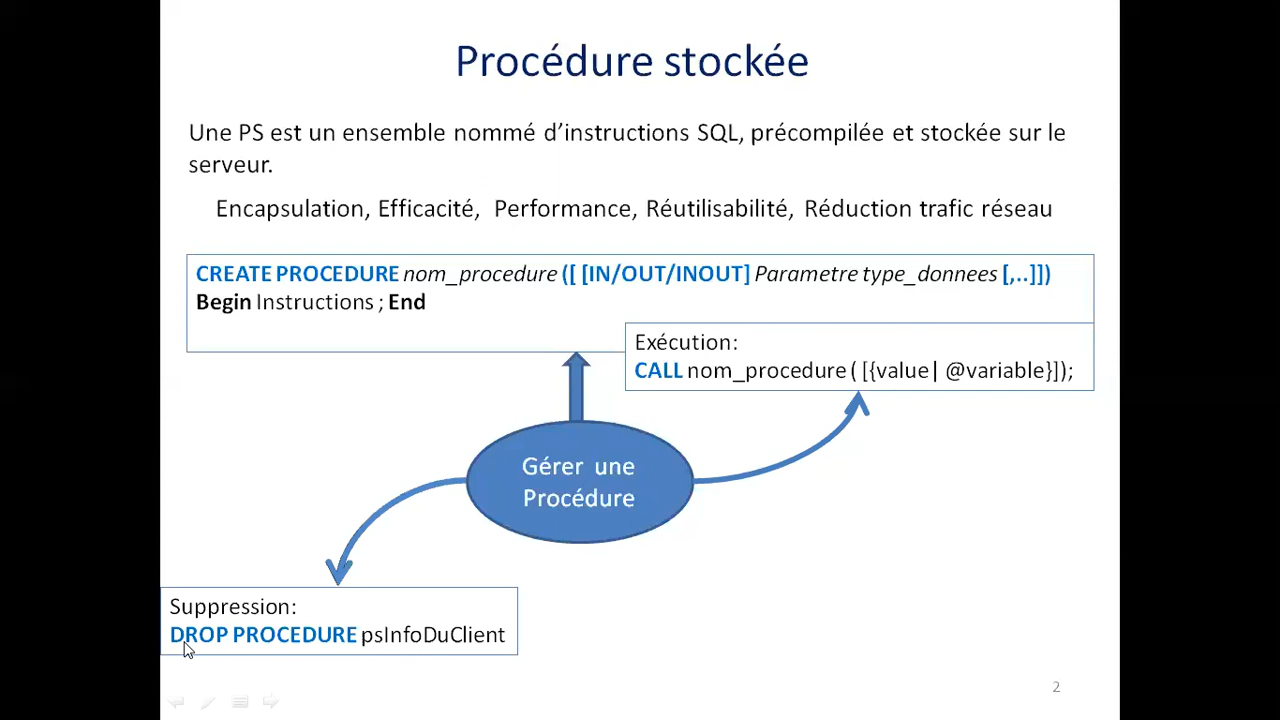 Procédure stockée
Une PS est un ensemble nommé d’instructions SQL, précompilée et stockée sur le
serveur.
Encapsulation, Efficacité, Performance, Réutilisabilité, Réduction trafic réseau
CREATE PROCEDURE nom_procedure ([ [IN/OUT/INOUT] Parametre type_donnees [,..]])
Begin Instructions ; End
Exécution:
CALL nom_procedure ( [{value| @variable}]);
Gérer une
Procédure
Suppression:
DROP PROCEDURE psInfoDuClient
2